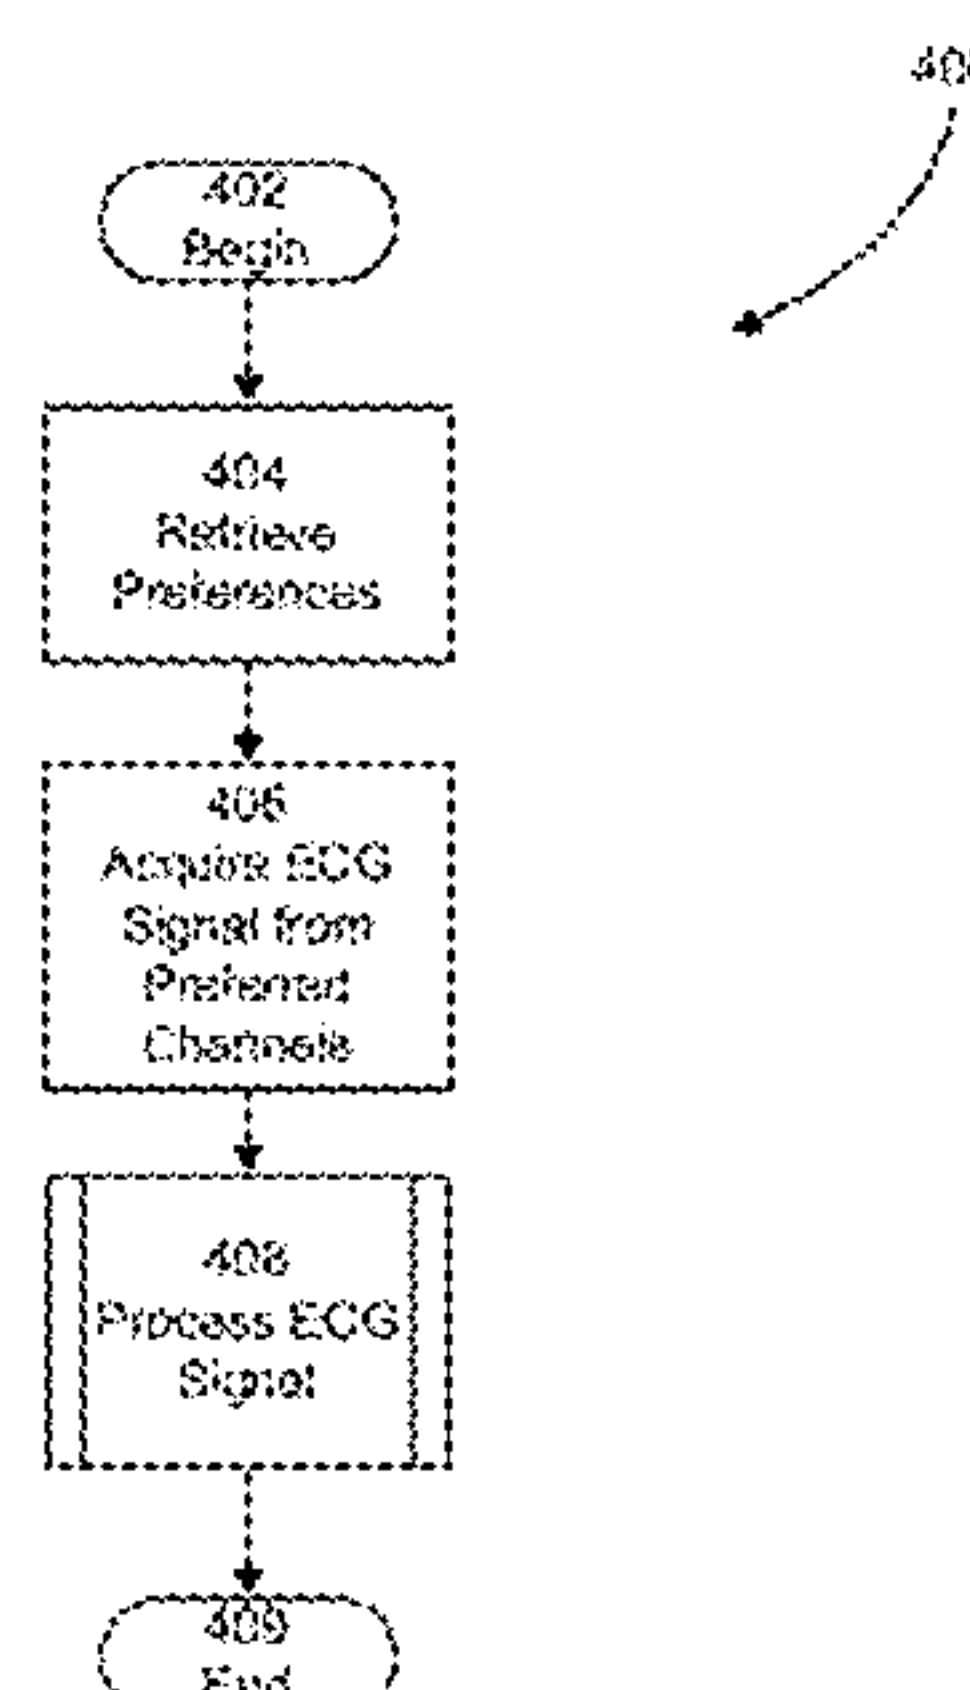 402
Begin
404
Retrieve
Preferences
406
Acquire ECG
Signal from
Preferred
Channels
408
Process ECG
Signal
409
End